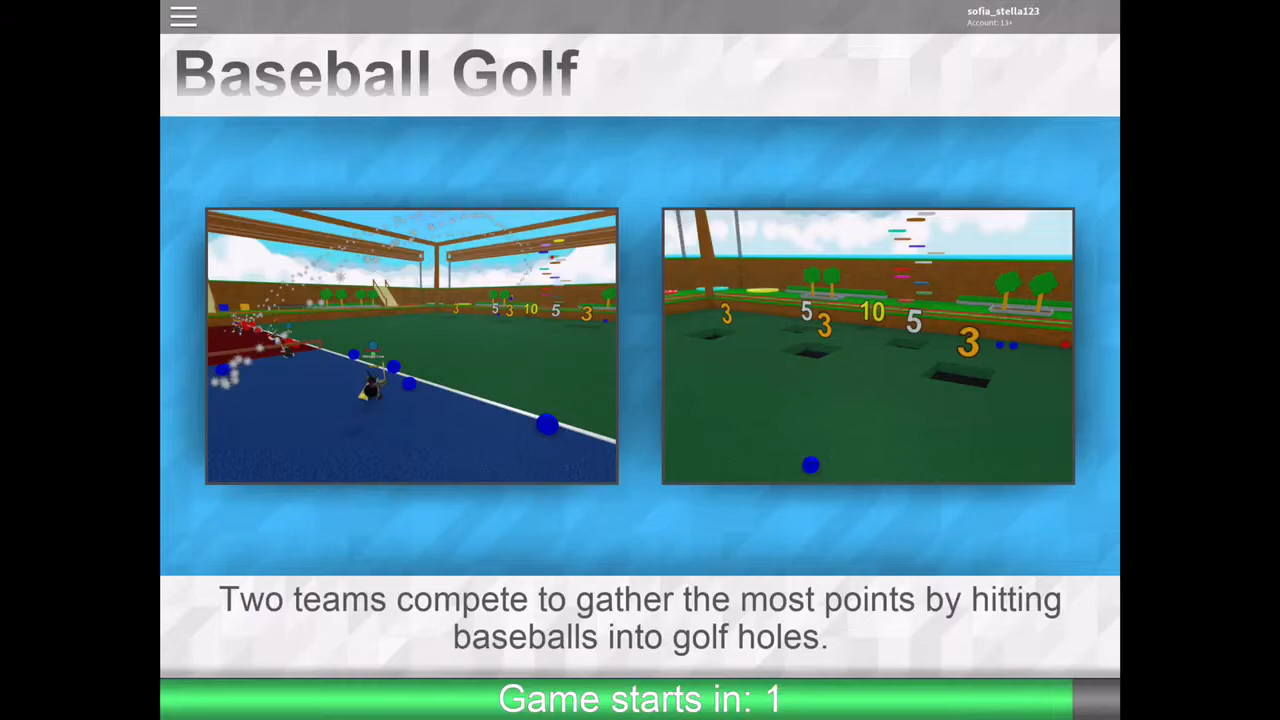 sofia_stella123
Account: 13+
Baseball Golf
3 5 3 10 5 3
3 5 3 10 5 3
Two teams compete to gather the most points by hitting
baseballs into golf holes.
Game starts in: 1